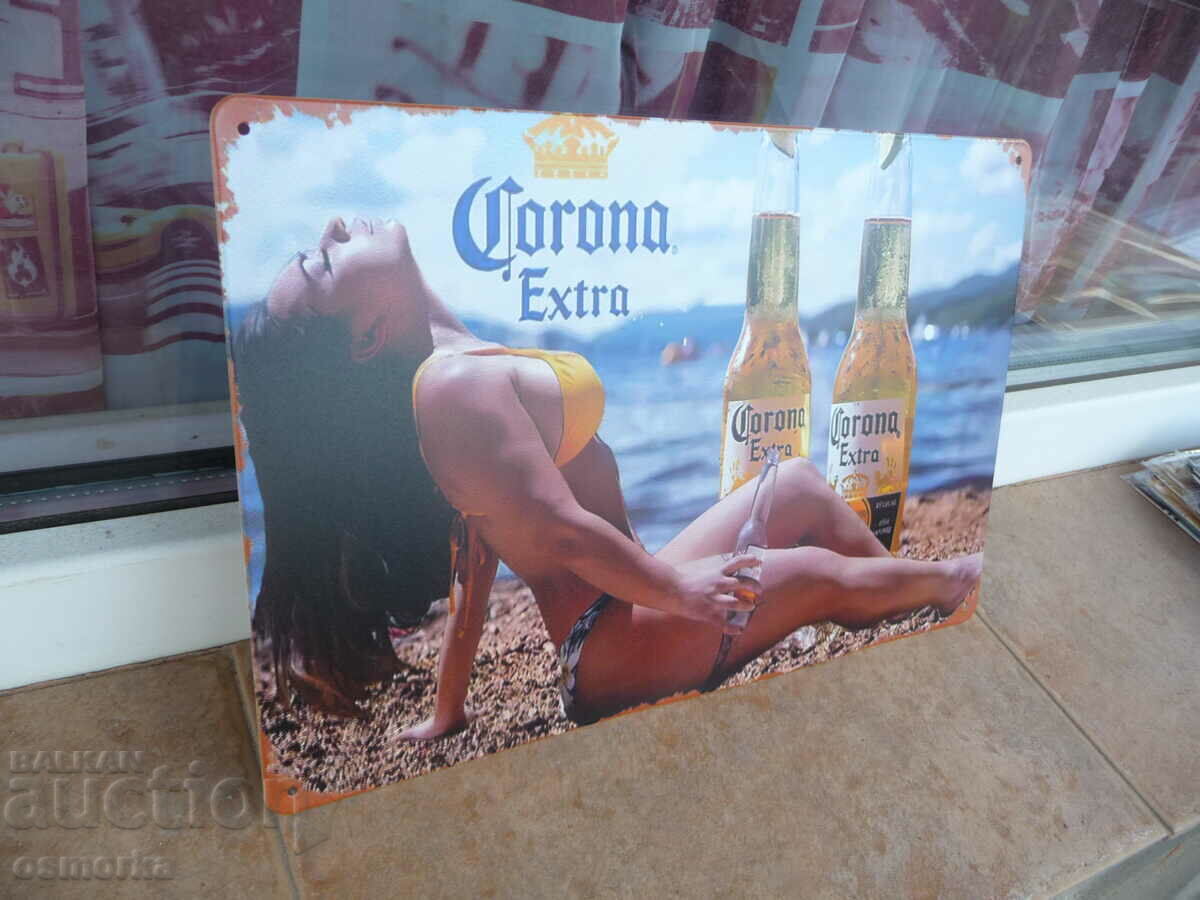 Corona
Extra
Corona
Extra
Corona
Extra
BALKAN
auction
osmorka